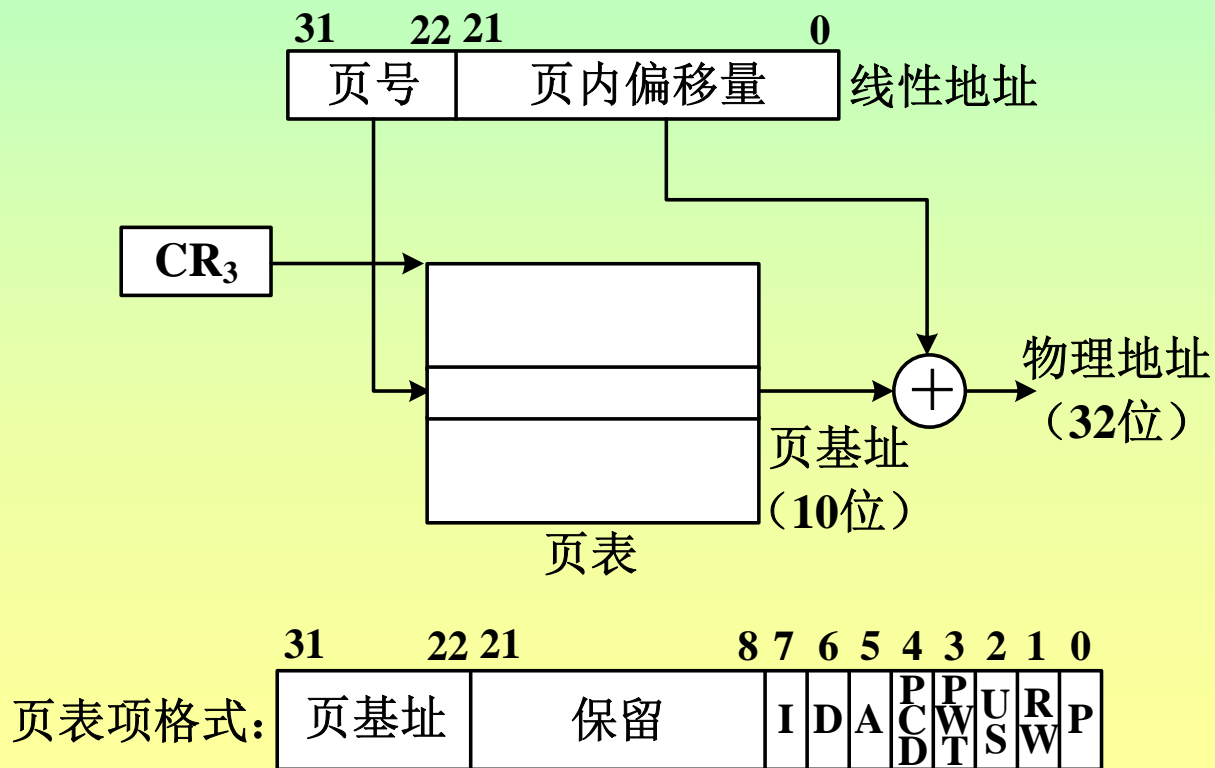 31 22 21 0
页号 页内偏移量 线性地址
CR₃
物理地址
（32位）
页基址
（10位）
页表
31 22 21 8 7 6 5 4 3 2 1 0
页表项格式： 页基址 保留 I D A PCD PWT US RW P